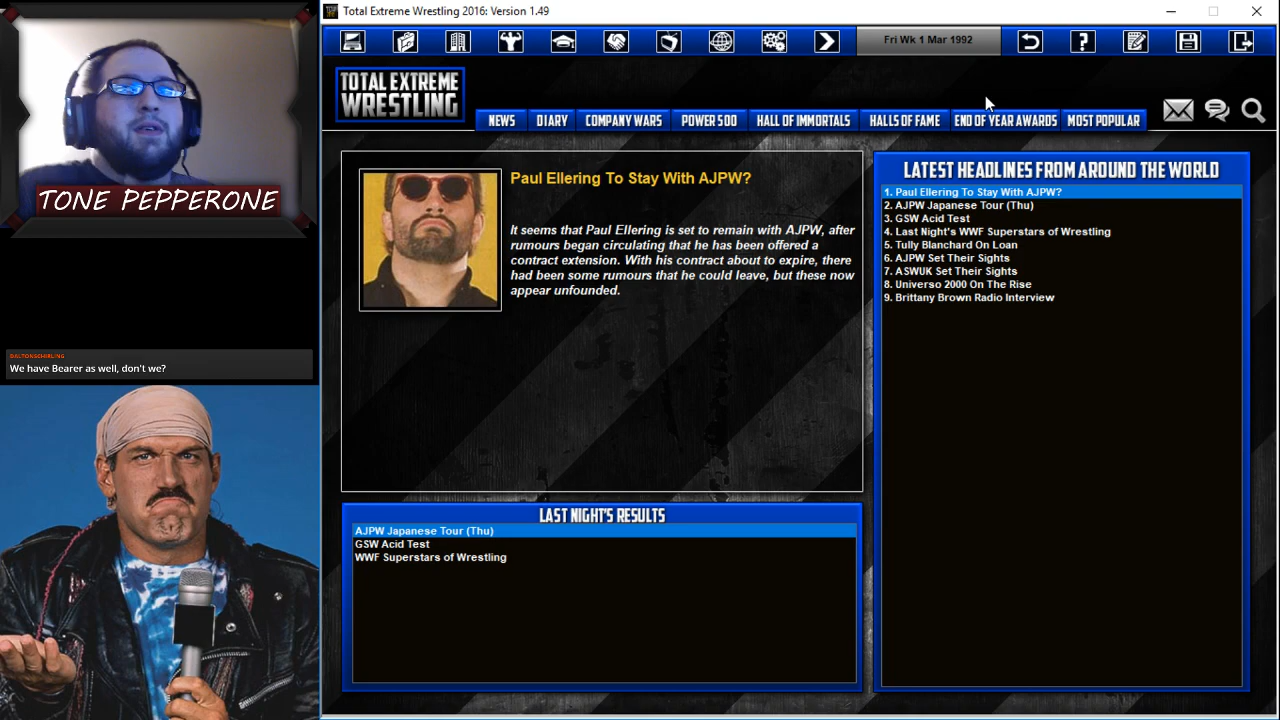 Total Extreme Wrestling 2016: Version 1.49
Fri Wk 1 Mar 1992
TOTAL EXTREME
WRESTLING
NEWS
DIARY
COMPANY WARS
POWER 500
HALL OF IMMORTALS
HALLS OF FAME
END OF YEAR AWARDS
MOST POPULAR
TONE PEPPERONE
DALTONSCHIRLING
We have Bearer as well, don't we?
Paul Ellering To Stay With AJPW?
It seems that Paul Ellering is set to remain with AJPW, after
rumours began circulating that he has been offered a
contract extension. With his contract about to expire, there
had been some rumours that he could leave, but these now
appear unfounded.
LAST NIGHT'S RESULTS
AJPW Japanese Tour (Thu)
GSW Acid Test
WWF Superstars of Wrestling
LATEST HEADLINES FROM AROUND THE WORLD
1. Paul Ellering To Stay With AJPW?
2. AJPW Japanese Tour (Thu)
3. GSW Acid Test
4. Last Night's WWF Superstars of Wrestling
5. Tully Blanchard On Loan
6. AJPW Set Their Sights
7. ASWUK Set Their Sights
8. Universo 2000 On The Rise
9. Brittany Brown Radio Interview